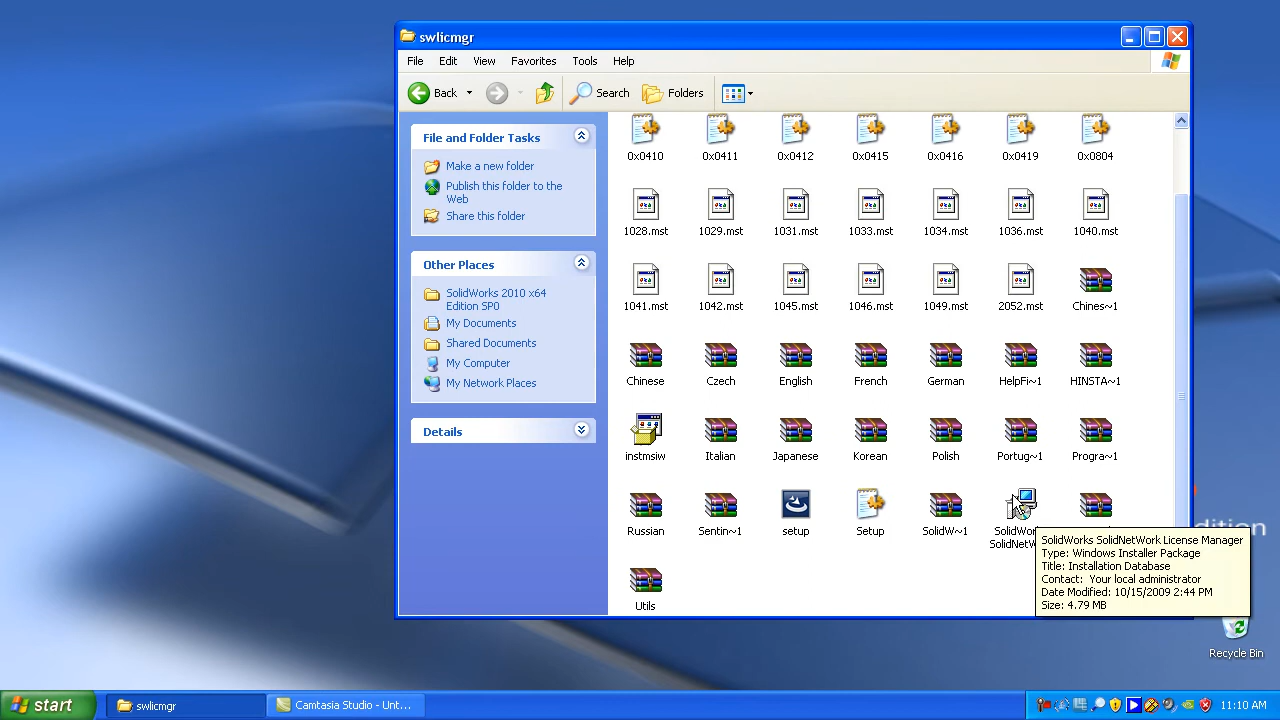 swlicmgr
File Edit View Favorites Tools Help
Back Search Folders
File and Folder Tasks
Make a new folder
Publish this folder to the
Web
Share this folder
Other Places
SolidWorks 2010 x64
Edition SP0
My Documents
Shared Documents
My Computer
My Network Places
Details
0x0410 0x0411 0x0412 0x0415 0x0416 0x0419 0x0804
1028.mst 1029.mst 1031.mst 1033.mst 1034.mst 1036.mst 1040.mst
1041.mst 1042.mst 1045.mst 1046.mst 1049.mst 2052.mst Chines~1
Chinese Czech English French German HelpFi~1 HINSTA~1
instmsiw Italian Japanese Korean Polish Portug~1 Progra~1
Russian Sentin~1 setup Setup SolidW~1
Utils
SolidWorks SolidNetWork License Manager
Type: Windows Installer Package
Title: Installation Database
Contact: Your local administrator
Date Modified: 10/15/2009 2:44 PM
Size: 4.79 MB
Recycle Bin
start swlicmgr Camtasia Studio - Unt... 11:10 AM